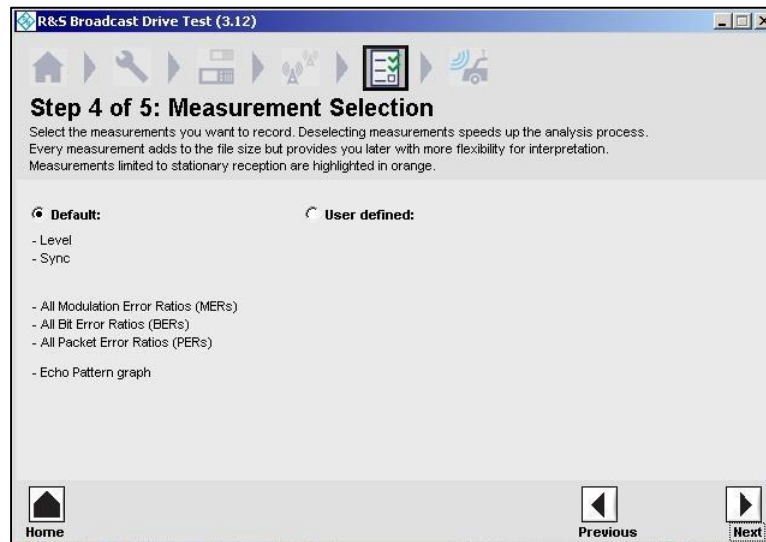 R&S Broadcast Drive Test (3.12)
Step 4 of 5: Measurement Selection
Select the measurements you want to record. Deselecting measurements speeds up the analysis process.
Every measurement adds to the file size but provides you later with more flexibility for interpretation.
Measurements limited to stationary reception are highlighted in orange.
Default:
User defined:
- Level
- Sync
- All Modulation Error Ratios (MERs)
- All Bit Error Ratios (BERs)
- All Packet Error Ratios (PERs)
- Echo Pattern graph
Home
Previous
Next